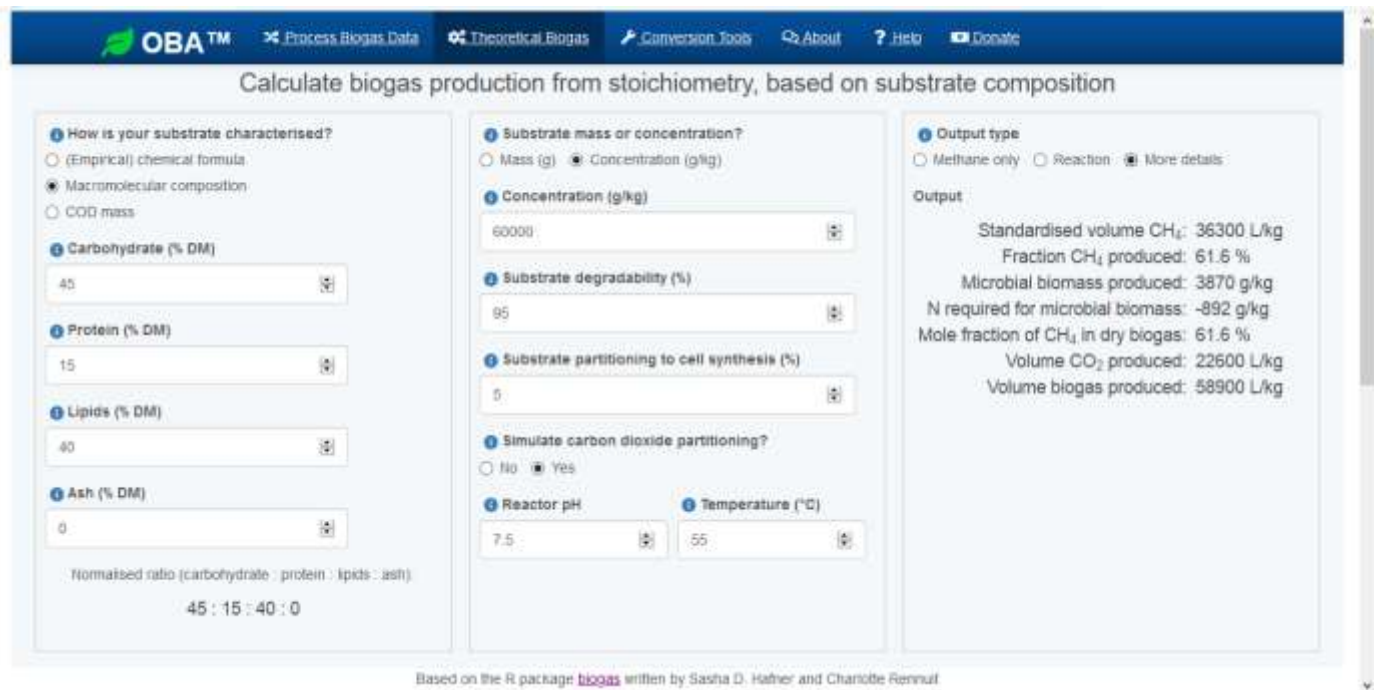 OBA™ Process Biogas Data Theoretical Biogas Conversion Tools About Help Donate
Calculate biogas production from stoichiometry, based on substrate composition
How is your substrate characterised?
(Empirical) chemical formula
Macromolecular composition
COD mass
Carbohydrate (% DM)
45
Protein (% DM)
15
Lipids (% DM)
40
Ash (% DM)
0
Normalised ratio (carbohydrate : protein : lipids : ash)
45 : 15 : 40 : 0
Substrate mass or concentration?
Mass (g) Concentration (g/kg)
Concentration (g/kg)
60000
Substrate degradability (%)
95
Substrate partitioning to cell synthesis (%)
5
Simulate carbon dioxide partitioning?
No Yes
Reactor pH Temperature (°C)
7.5 55
Output type
Methane only Reaction More details
Output
Standardised volume CH₄: 36300 L/kg
Fraction CH₄ produced: 61.6 %
Microbial biomass produced: 3870 g/kg
N required for microbial biomass: -892 g/kg
Mole fraction of CH₄ in dry biogas: 61.6 %
Volume CO₂ produced: 22600 L/kg
Volume biogas produced: 58900 L/kg
Based on the R package biogas written by Sasha D. Hafner and Charlotte Rennuit